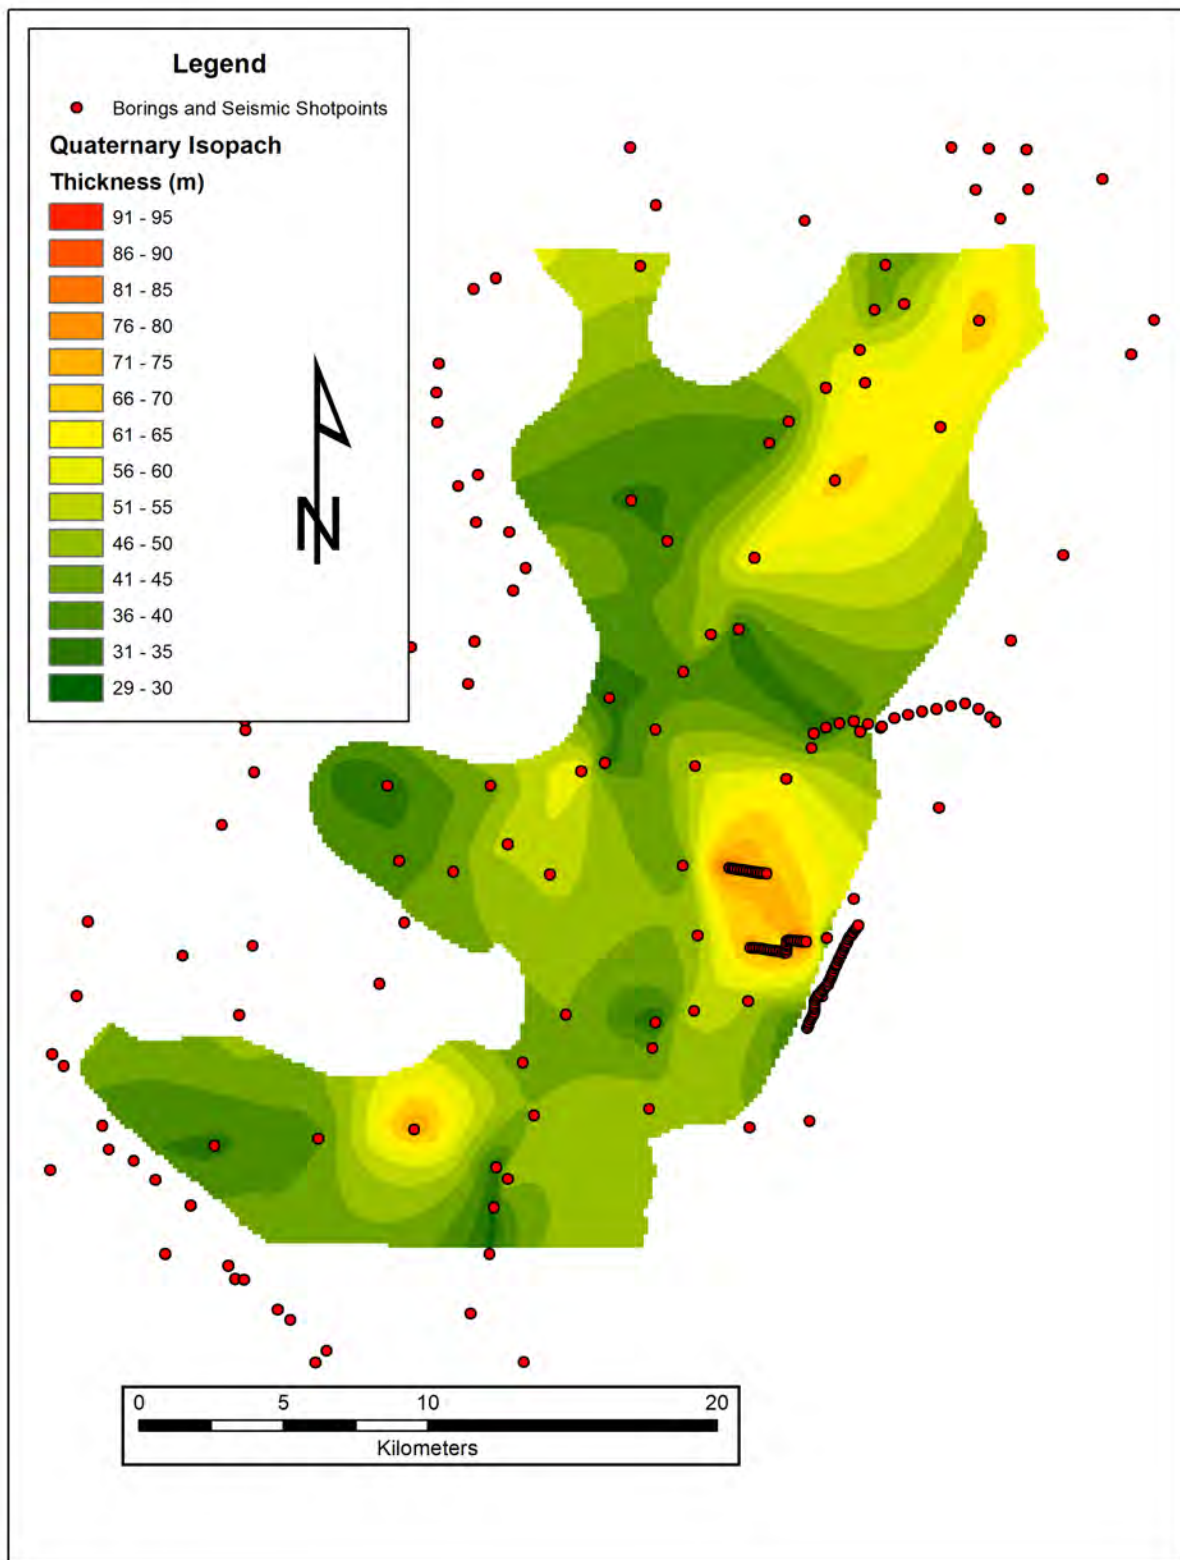 Legend
Borings and Seismic Shotpoints
Quaternary Isopach
Thickness (m)
91 - 95
86 - 90
81 - 85
76 - 80
71 - 75
66 - 70
61 - 65
56 - 60
51 - 55
46 - 50
41 - 45
36 - 40
31 - 35
29 - 30
N
0 5 10 20
Kilometers